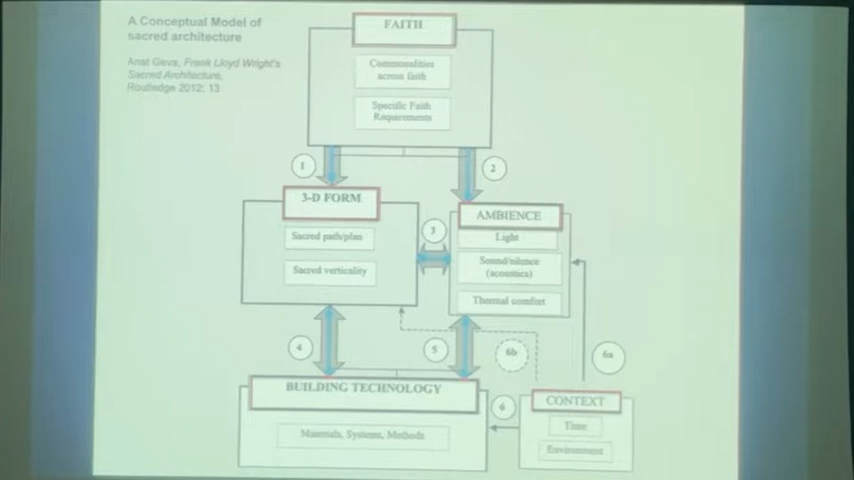 A Conceptual Model of
sacred architecture
Anat Geva, Frank Lloyd Wright's
Sacred Architecture,
Routledge 2012: 13
FAITH
Commonalities
across faith
Specific Faith
Requirements
1
2
3-D FORM
Sacred path/plan
Sacred verticality
3
AMBIENCE
Light
Sound/silence
(acoustics)
Thermal comfort
4
5
6b
6a
BUILDING TECHNOLOGY
Materials, Systems, Methods
6
CONTEXT
Time
Environment